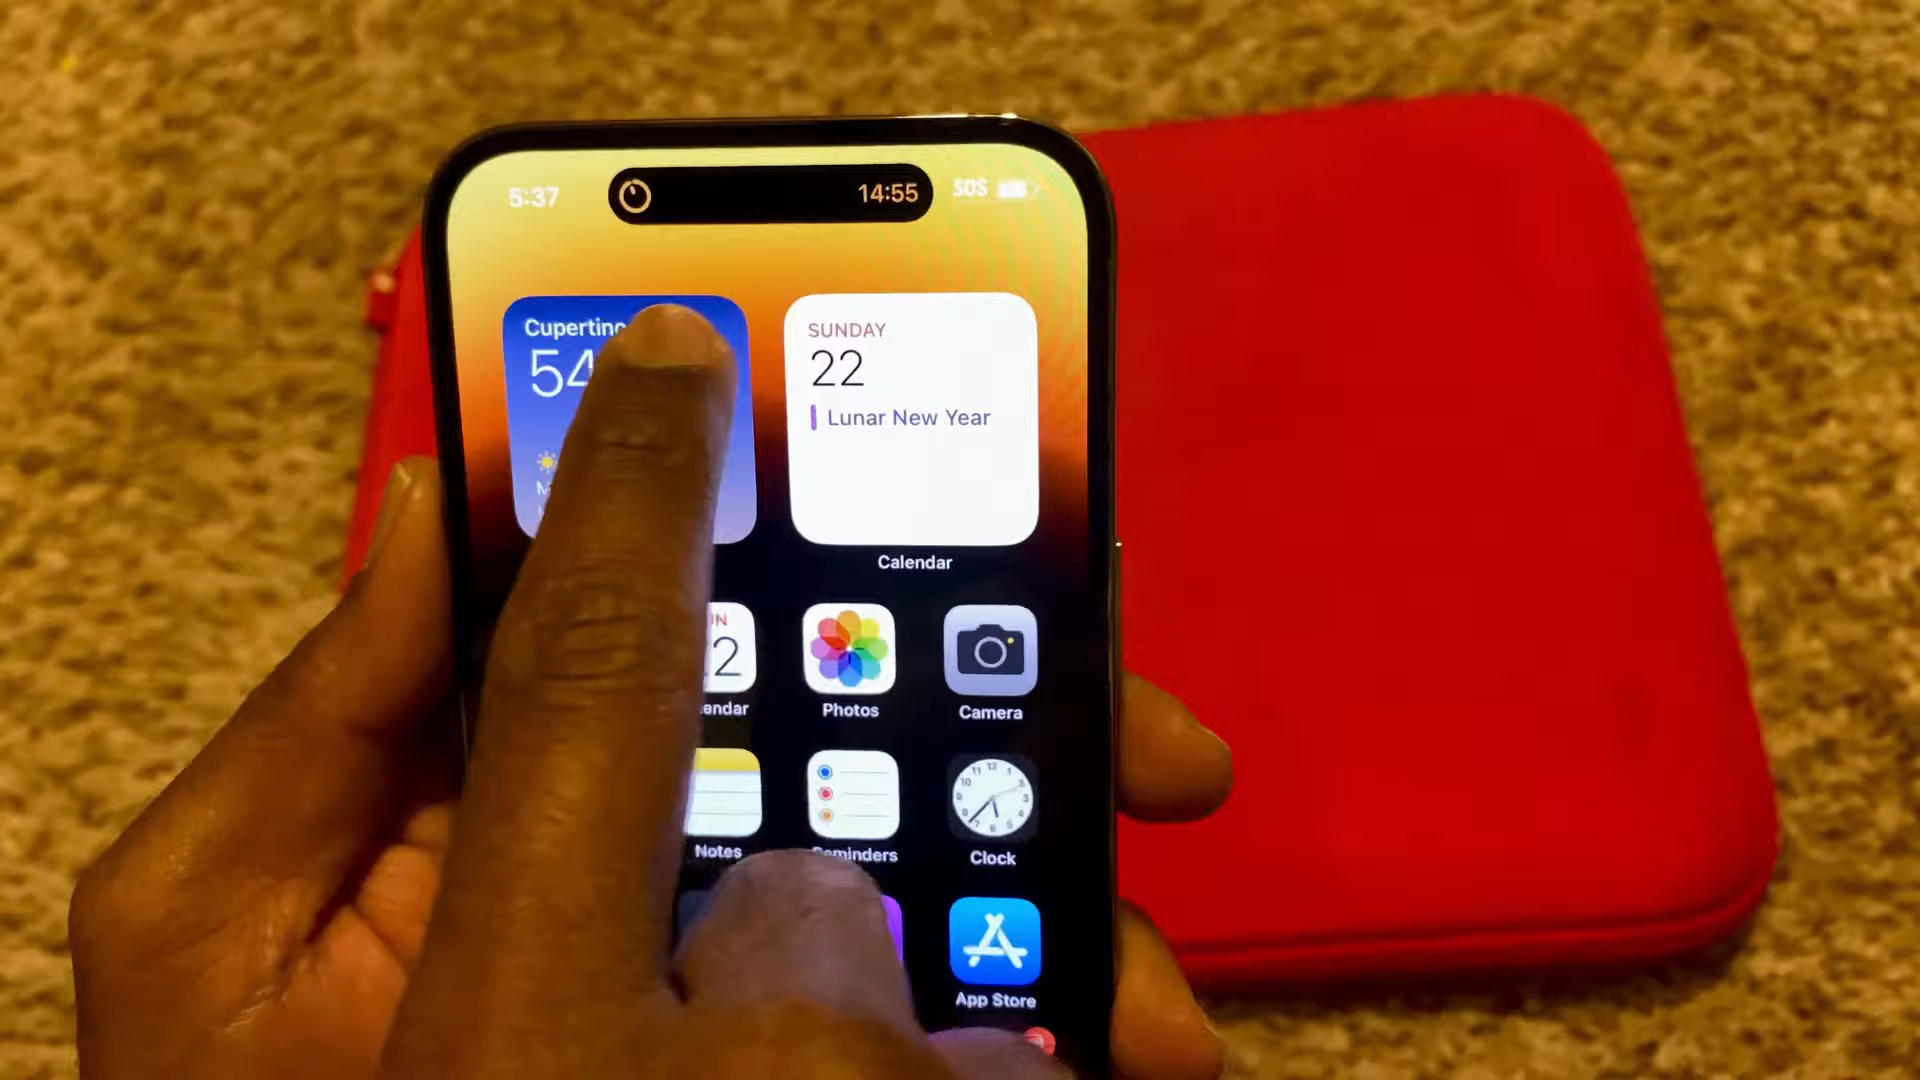 5:37
14:55
SOS
Cupertino
54
SUNDAY
22
Lunar New Year
Calendar
Photos
Camera
Notes
Reminders
Clock
App Store